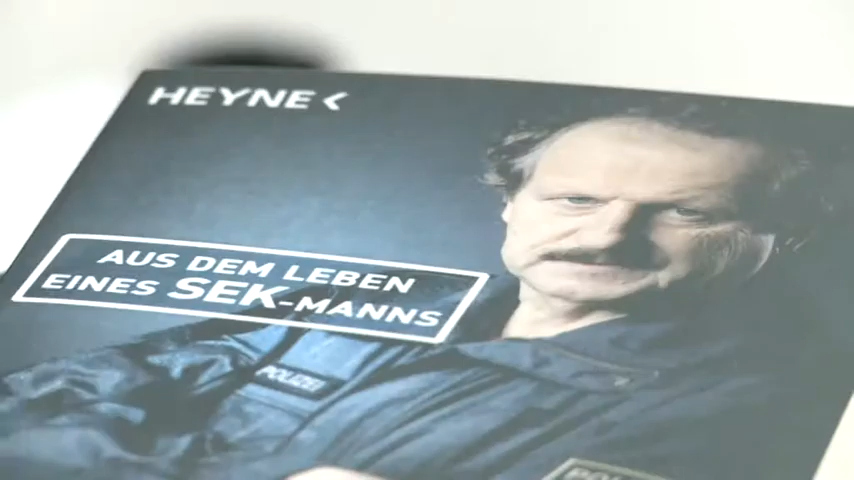 HEYNE <
AUS DEM LEBEN
EINES SEK-MANNS
POLIZEI